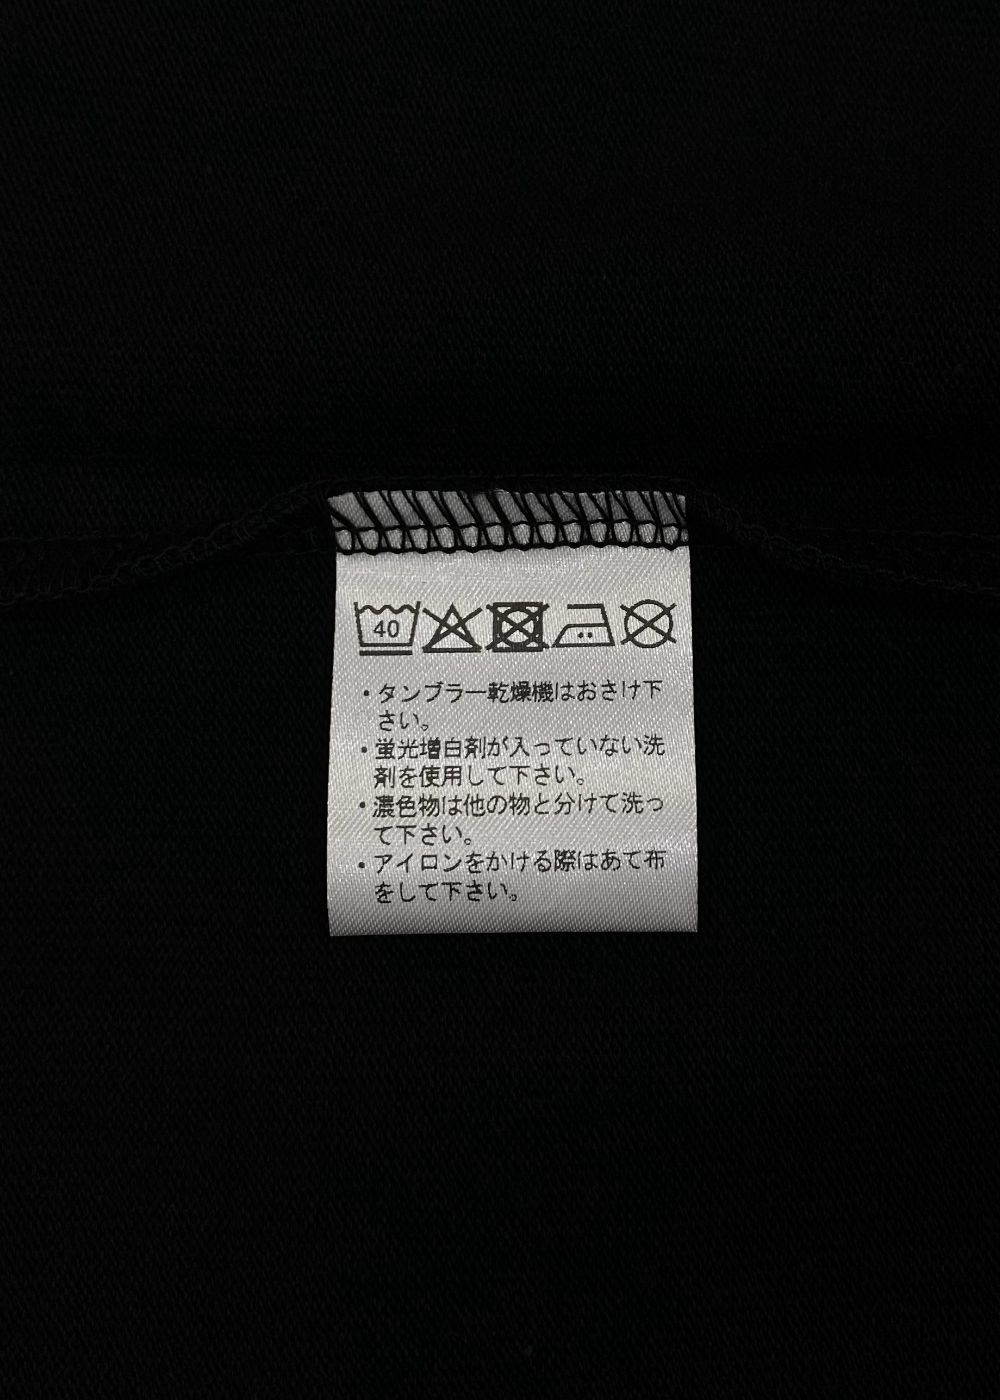 40
・タンブラー乾燥機はおさけ下
さい。
・蛍光増白剤が入っていない洗
剤を使用して下さい。
・濃色物は他の物と分けて洗っ
て下さい。
・アイロンをかける際はあて布
をして下さい。